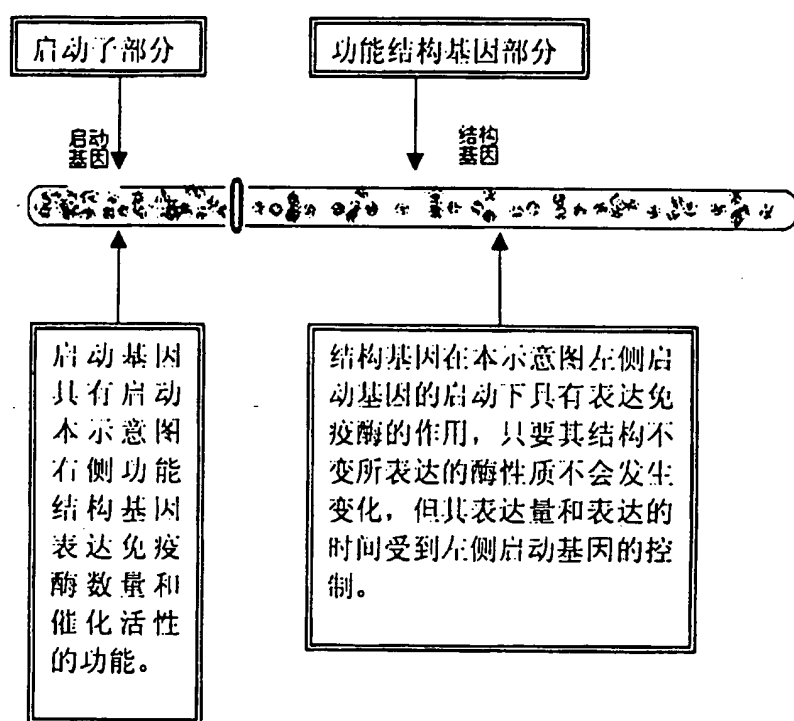 启动子部分
功能结构基因部分
启动
基因
结构
基因
启动基因
具有启动
本示意图
右侧功能
结构基因
表达免疫
酶数量和
催化活性
的功能。
结构基因在本示意图左侧启
动基因的启动下具有表达免
疫酶的作用，只要其结构不
变所表达的酶性质不会发生
变化，但其表达量和表达的
时间受到左侧启动基因的控
制。